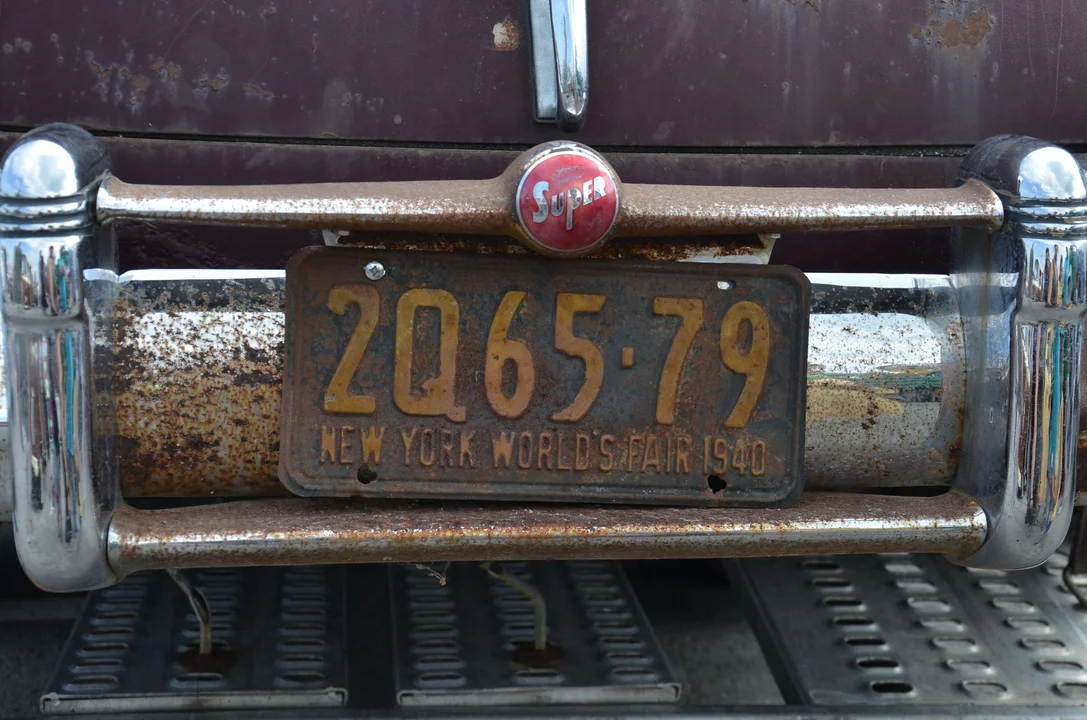 SUPER
2Q65·79
NEW YORK WORLD'S FAIR 1940